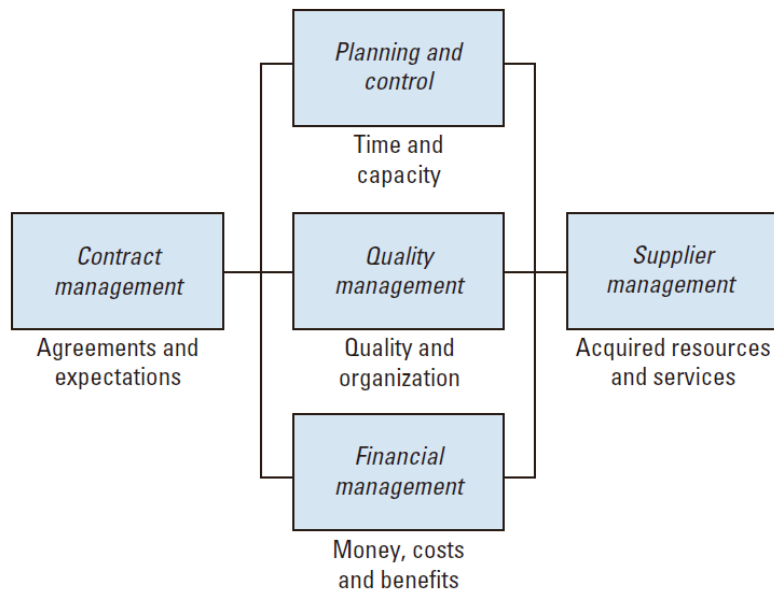 Planning and
control
Time and
capacity
Contract
management
Agreements and
expectations
Quality
management
Quality and
organization
Supplier
management
Acquired resources
and services
Financial
management
Money, costs
and benefits